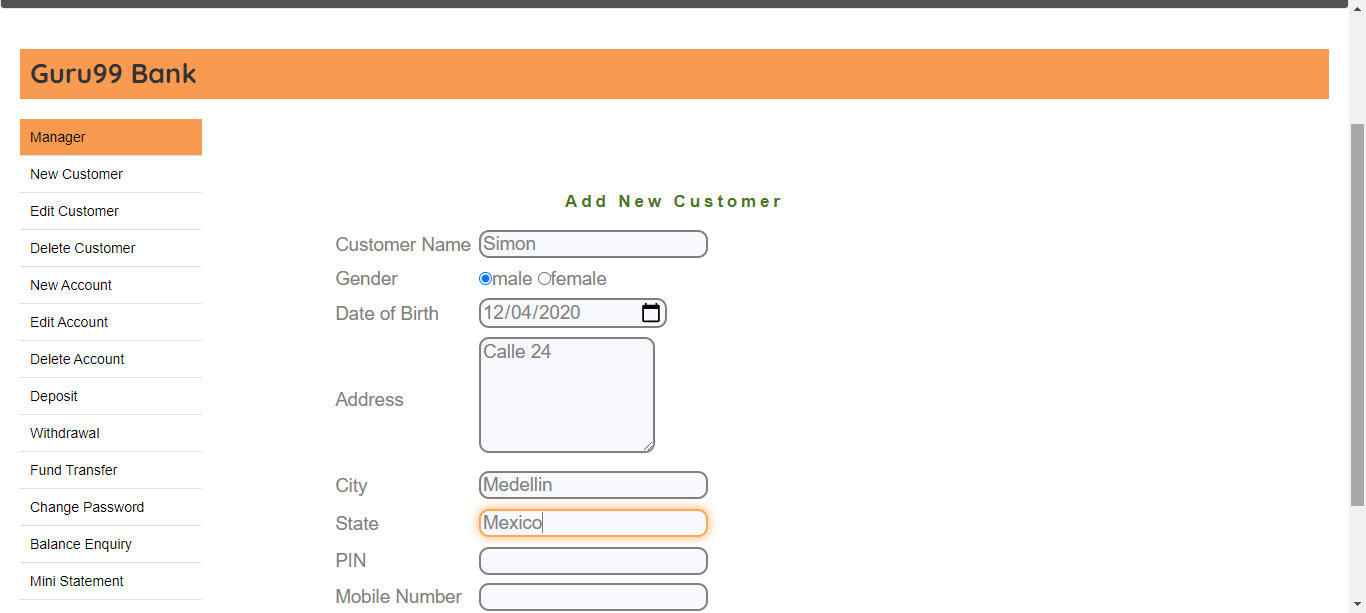 Guru99 Bank
Manager
New Customer
Edit Customer
Delete Customer
New Account
Edit Account
Delete Account
Deposit
Withdrawal
Fund Transfer
Change Password
Balance Enquiry
Mini Statement
Add New Customer
Customer Name Simon
Gender male female
Date of Birth 12/04/2020
Address Calle 24
City Medellin
State Mexico
PIN
Mobile Number